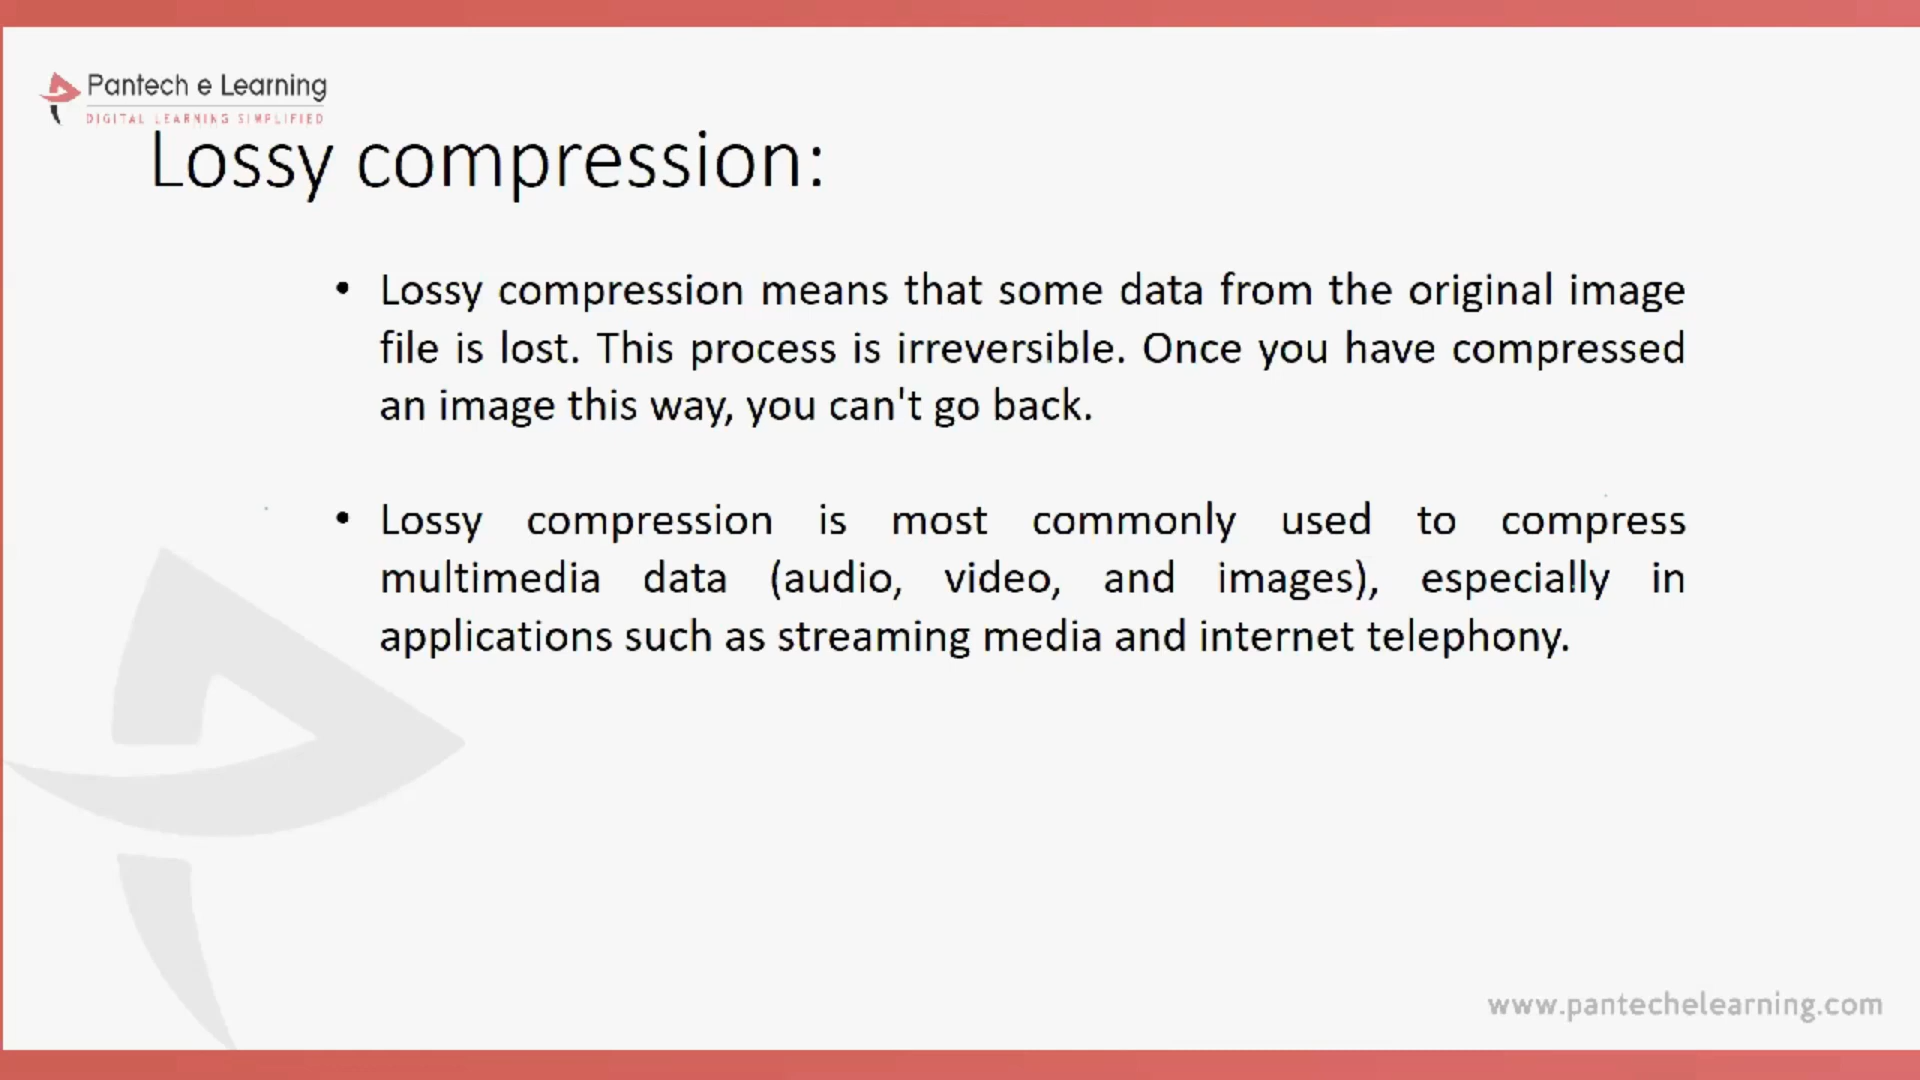 Pantech e Learning
DIGITAL LEARNING SIMPLIFIED
Lossy compression:
• Lossy compression means that some data from the original image
file is lost. This process is irreversible. Once you have compressed
an image this way, you can't go back.
• Lossy compression is most commonly used to compress
multimedia data (audio, video, and images), especially in
applications such as streaming media and internet telephony.
www.pantechelearning.com